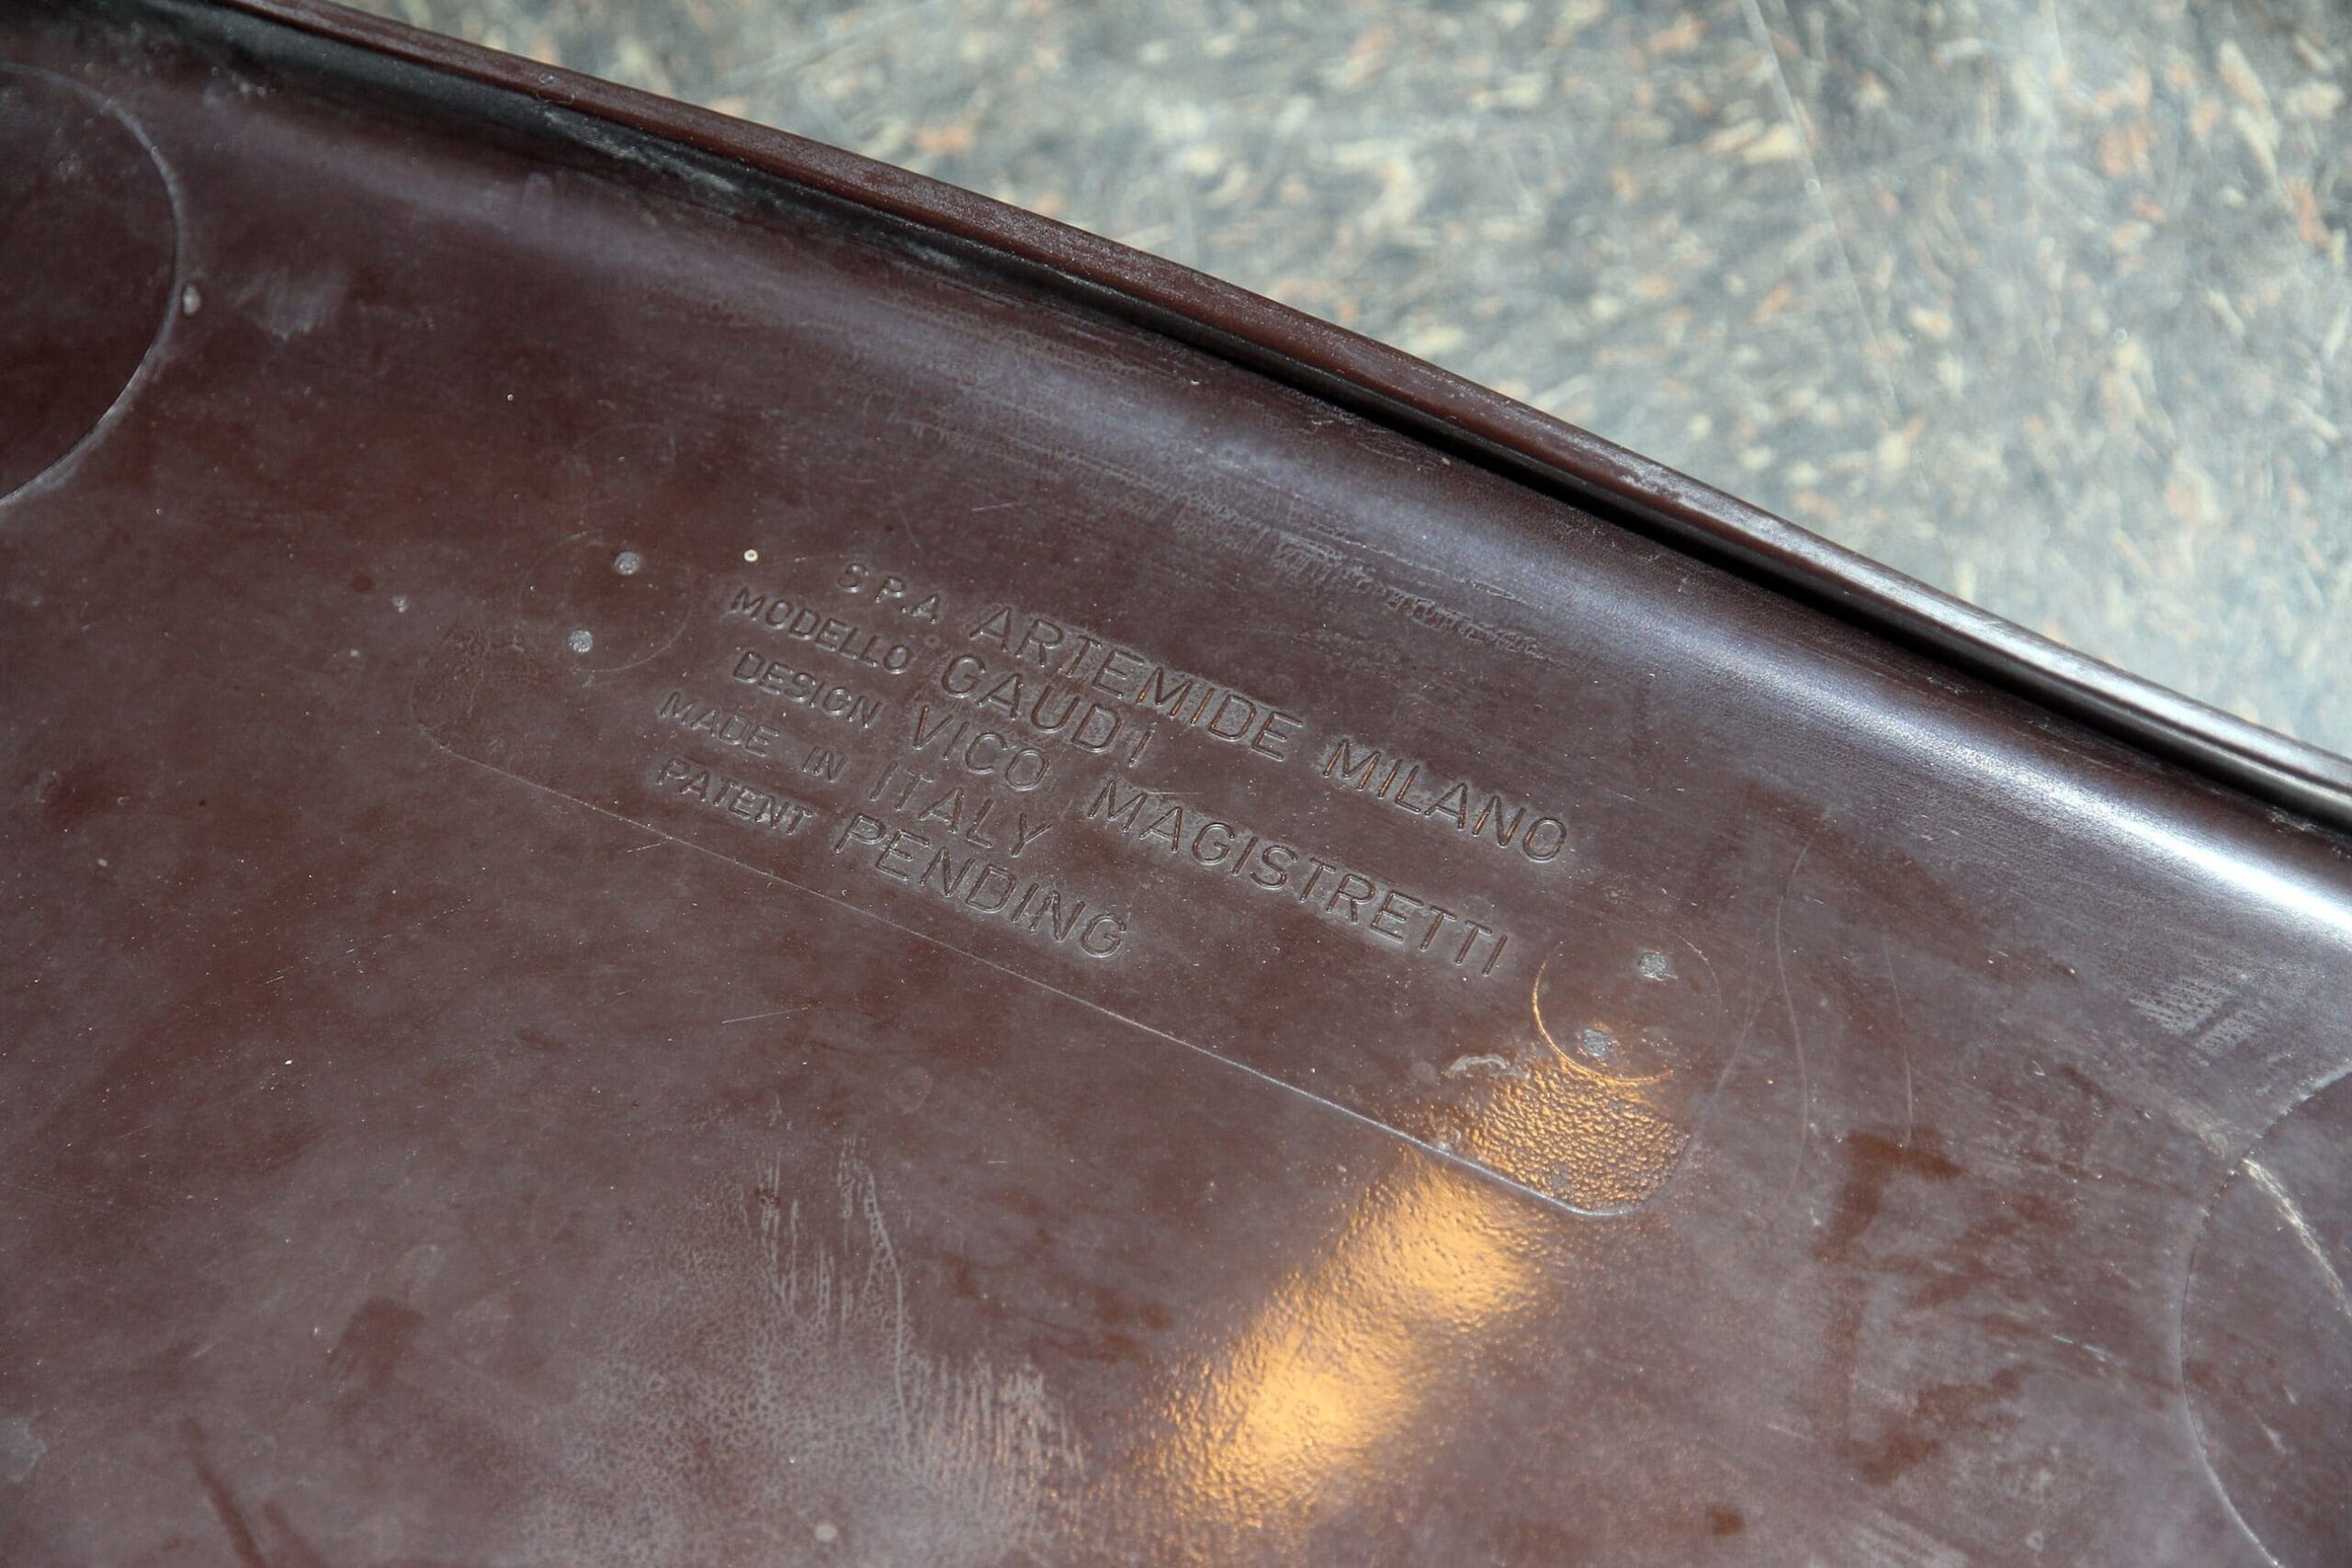 S.P.A ARTEMIDE MILANO
MODELLO GAUDI
DESIGN VICO MAGISTRETTI
MADE IN ITALY
PATENT PENDING